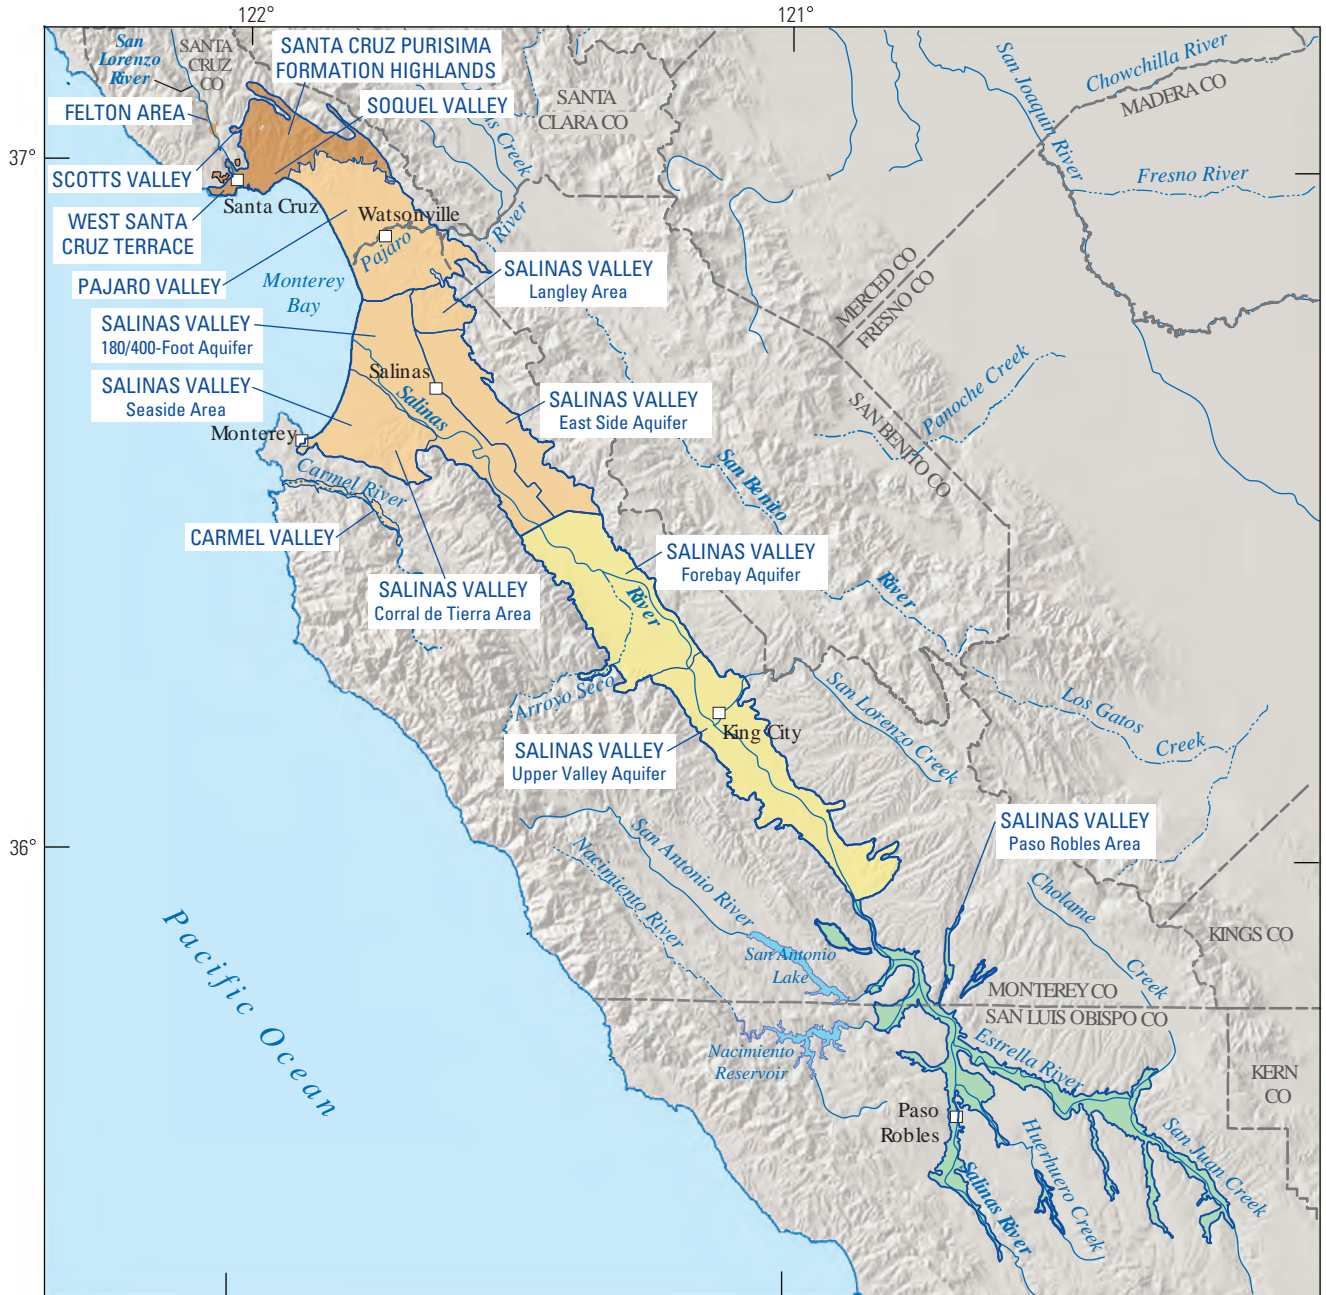 122°
121°
San
Lorenzo
River
SANTA
CRUZ
CO
SANTA CRUZ PURISIMA
FORMATION HIGHLANDS
SOQUEL VALLEY
FELTON AREA
SANTA
CLARA CO
San Joaquin River
Chowchilla River
MADERA CO
37°
Creek
SCOTTS VALLEY
Fresno River
Santa Cruz
WEST SANTA
CRUZ TERRACE
Watsonville
Pajaro
River
PAJARO VALLEY
Monterey
Bay
SALINAS VALLEY
Langley Area
MERCED CO
FRESNO CO
SALINAS VALLEY
180/400-Foot Aquifer
Salinas
SALINAS VALLEY
Seaside Area
Salinas
SALINAS VALLEY
East Side Aquifer
Panoche Creek
SAN BENITO CO
Monterey
Carmel River
San Benito
CARMEL VALLEY
SALINAS VALLEY
Forebay Aquifer
SALINAS VALLEY
Corral de Tierra Area
River
River
Arroyo Seco
San Lorenzo Creek
Los Gatos
Creek
King City
SALINAS VALLEY
Upper Valley Aquifer
SALINAS VALLEY
Paso Robles Area
36°
San Antonio River
Nacimiento River
Cholame
Creek
Pacific Ocean
KINGS CO
San Antonio
Lake
MONTEREY CO
SAN LUIS OBISPO CO
Estrella River
Nacimiento
Reservoir
KERN
CO
Paso
Robles
Huerhuero Creek
San Juan Creek
Salinas River